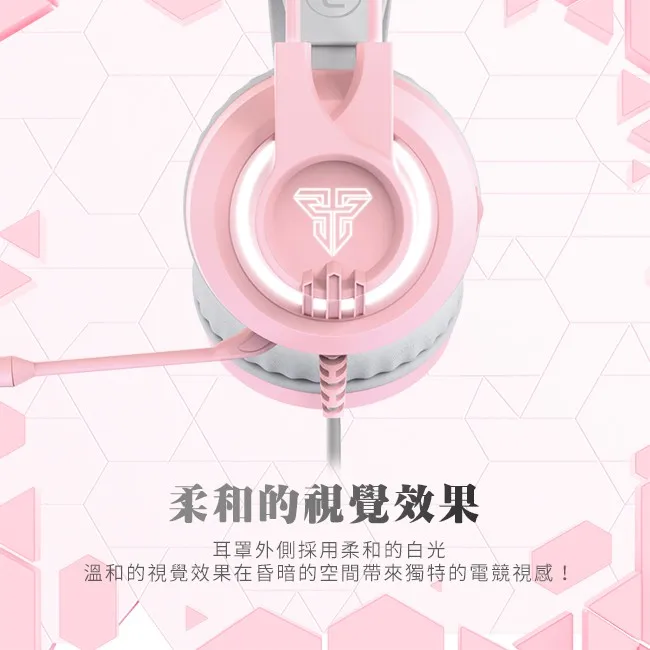 柔和的視覺效果
耳罩外側採用柔和的白光
溫和的視覺效果在昏暗的空間帶來獨特的電競視感！